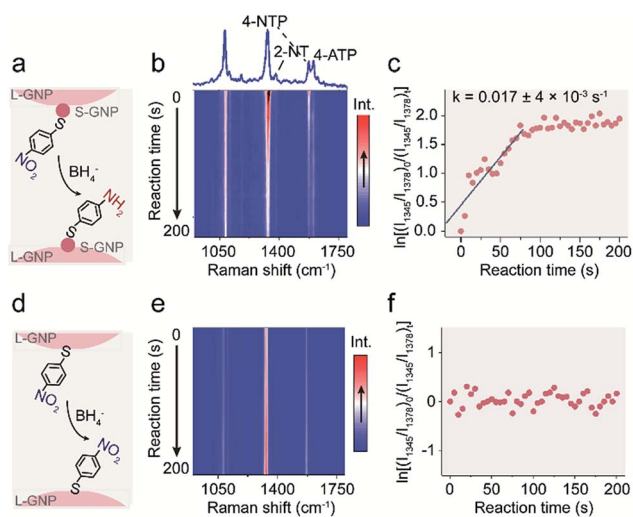 a
L-GNP
S-GNP
S
NO2
BH4-
NH2
S
L-GNP
S-GNP
b
4-NTP
2-NT
4-ATP
Reaction time (s)
0
200
Int.
1050
1400
1750
Raman shift (cm-1)
c
k = 0.017 ± 4 × 10-3 s-1
ln[(I1345/I1378)0/(I1345/I1378)t]
2.0
1.5
1.0
0.5
0.0
0
50
100
150
200
Reaction time (s)
d
L-GNP
S
NO2
BH4-
NO2
S
L-GNP
e
Reaction time (s)
0
200
Int.
1050
1400
1750
Raman shift (cm-1)
f
ln[(I1345/I1378)0/(I1345/I1378)t]
1
0
-1
0
50
100
150
200
Reaction time (s)